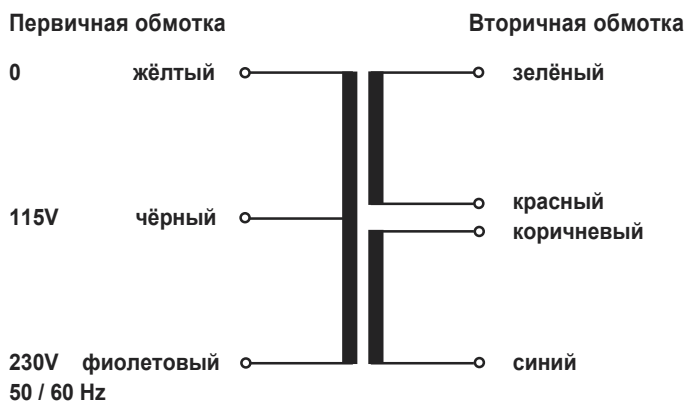 Первичная обмотка Вторичная обмотка
0 жёлтый зелёный
красный
115V чёрный
коричневый
230V фиолетовый синий
50 / 60 Hz